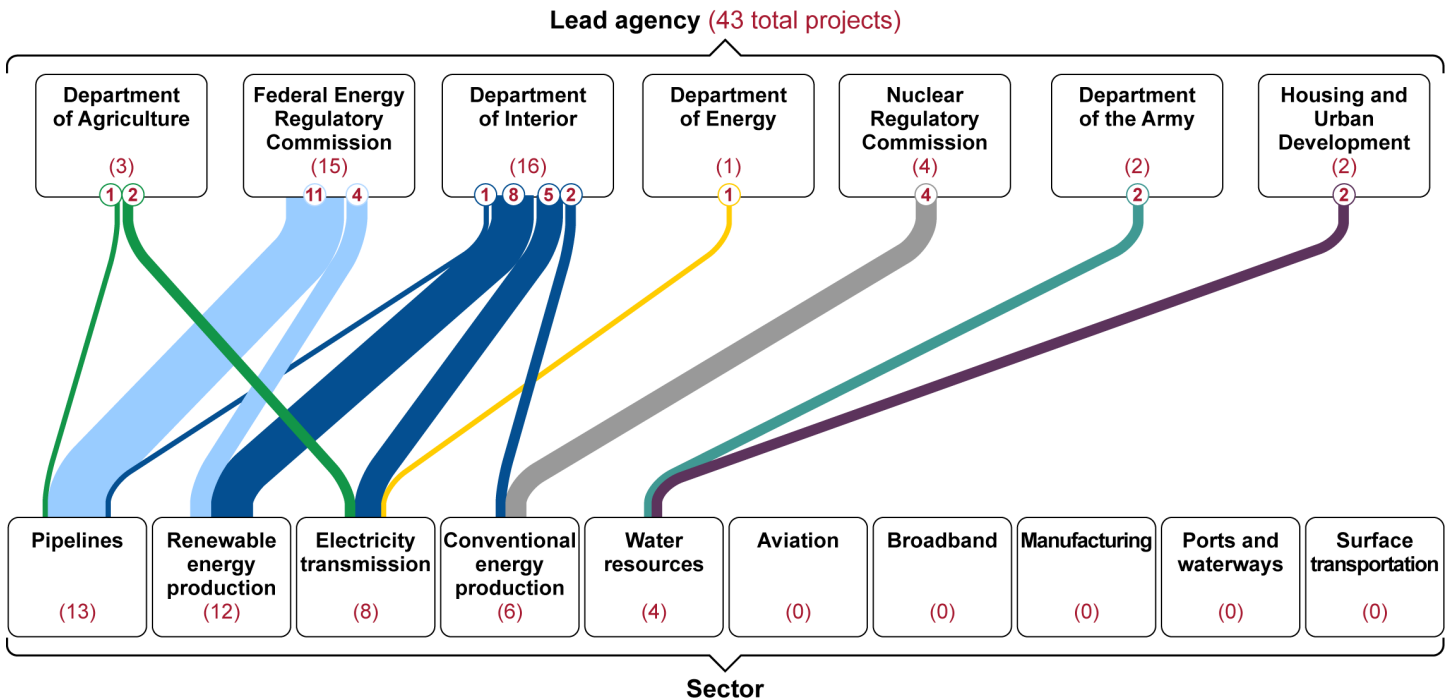 Lead agency (43 total projects)
Department
of Agriculture
(3)
Federal Energy
Regulatory
Commission
(15)
Department
of Interior
(16)
Department
of Energy
(1)
Nuclear
Regulatory
Commission
(4)
Department
of the Army
(2)
Housing and
Urban
Development
(2)
1 2
11 4
1 8 5 2
1
4
2
2
Pipelines
(13)
Renewable
energy
production
(12)
Electricity
transmission
(8)
Conventional
energy
production
(6)
Water
resources
(4)
Aviation
(0)
Broadband
(0)
Manufacturing
(0)
Ports and
waterways
(0)
Surface
transportation
(0)
Sector